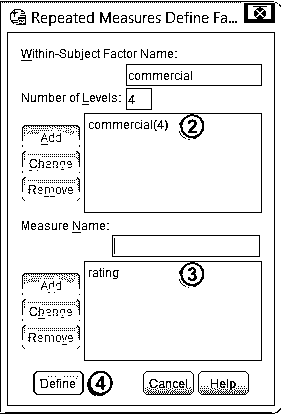 Repeated Measures Define Fa...
Within-Subject Factor Name:
commercial
Number of Levels: 4
Add
commercial(4) 2
Change
Remove
Measure Name:
Add
rating 3
Change
Remove
Define 4 Cancel Help